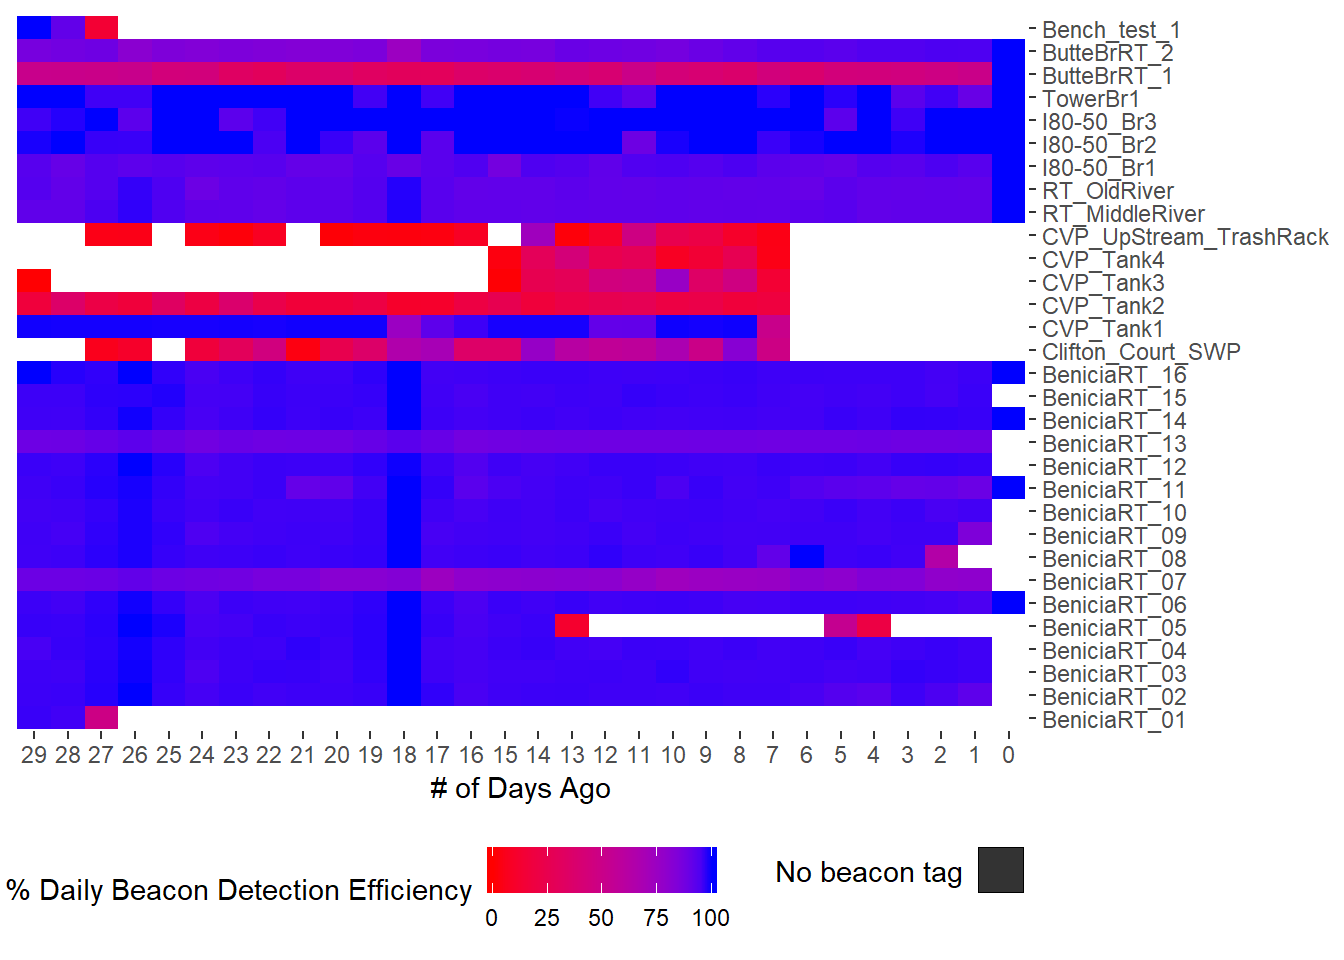 Bench_test_1
ButteBrRT_2
ButteBrRT_1
TowerBr1
I80-50_Br3
I80-50_Br2
I80-50_Br1
RT_OldRiver
RT_MiddleRiver
CVP_UpStream_TrashRack
CVP_Tank4
CVP_Tank3
CVP_Tank2
CVP_Tank1
Clifton_Court_SWP
BeniciaRT_16
BeniciaRT_15
BeniciaRT_14
BeniciaRT_13
BeniciaRT_12
BeniciaRT_11
BeniciaRT_10
BeniciaRT_09
BeniciaRT_08
BeniciaRT_07
BeniciaRT_06
BeniciaRT_05
BeniciaRT_04
BeniciaRT_03
BeniciaRT_02
BeniciaRT_01
29 28 27 26 25 24 23 22 21 20 19 18 17 16 15 14 13 12 11 10 9 8 7 6 5 4 3 2 1 0
# of Days Ago
% Daily Beacon Detection Efficiency
0 25 50 75 100
No beacon tag